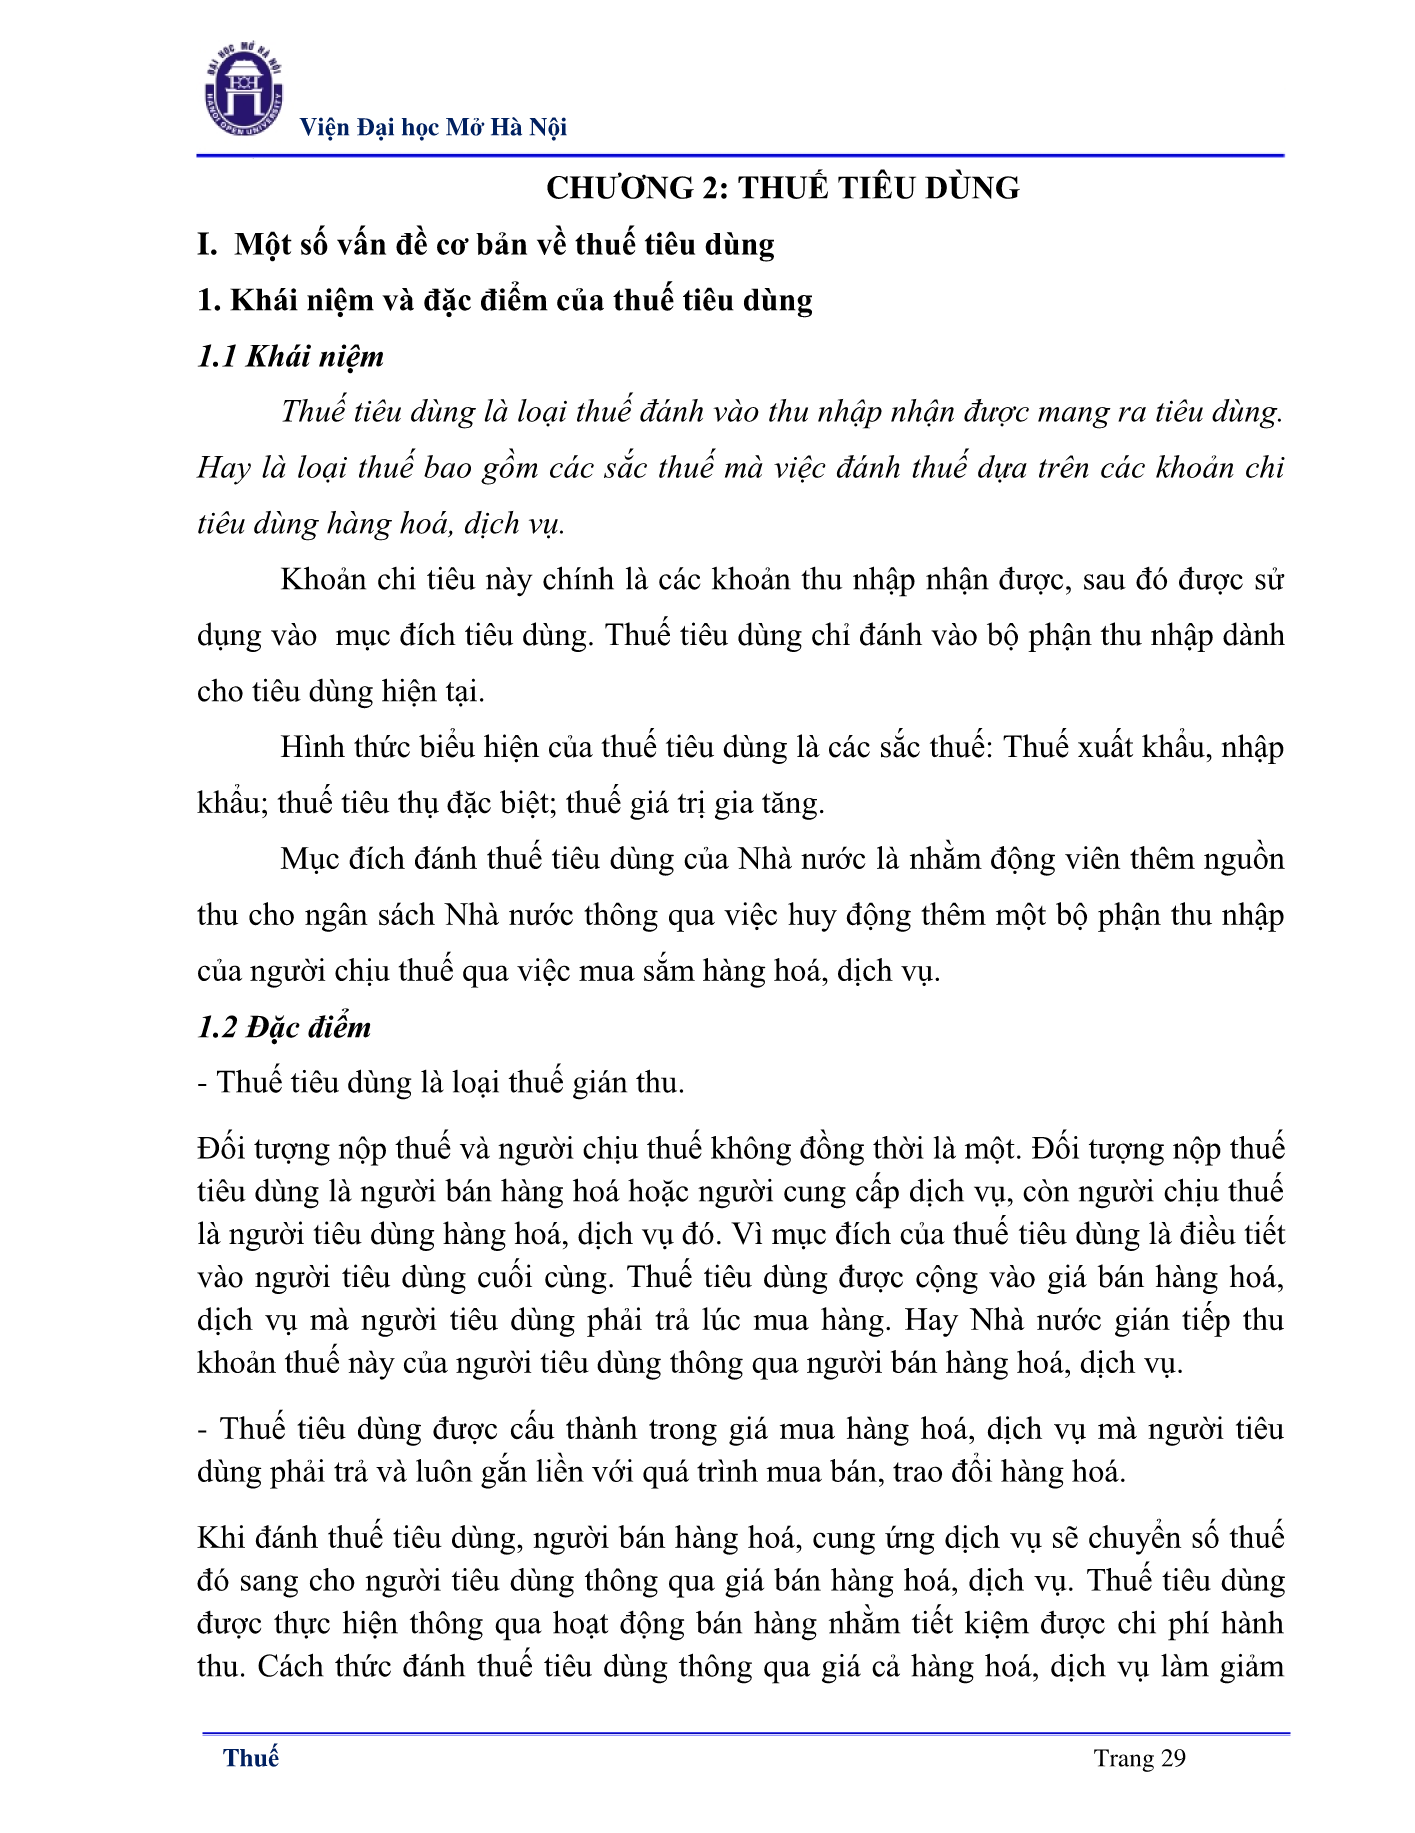 ĐẠI HỌC MỞ HÀ NỘI
HANOI OPEN UNIVERSITY
Viện Đại học Mở Hà Nội
CHƯƠNG 2: THUẾ TIÊU DÙNG
I. Một số vấn đề cơ bản về thuế tiêu dùng
1. Khái niệm và đặc điểm của thuế tiêu dùng
1.1 Khái niệm
Thuế tiêu dùng là loại thuế đánh vào thu nhập nhận được mang ra tiêu dùng.
Hay là loại thuế bao gồm các sắc thuế mà việc đánh thuế dựa trên các khoản chi
tiêu dùng hàng hoá, dịch vụ.
Khoản chi tiêu này chính là các khoản thu nhập nhận được, sau đó được sử
dụng vào mục đích tiêu dùng. Thuế tiêu dùng chỉ đánh vào bộ phận thu nhập dành
cho tiêu dùng hiện tại.
Hình thức biểu hiện của thuế tiêu dùng là các sắc thuế: Thuế xuất khẩu, nhập
khẩu; thuế tiêu thụ đặc biệt; thuế giá trị gia tăng.
Mục đích đánh thuế tiêu dùng của Nhà nước là nhằm động viên thêm nguồn
thu cho ngân sách Nhà nước thông qua việc huy động thêm một bộ phận thu nhập
của người chịu thuế qua việc mua sắm hàng hoá, dịch vụ.
1.2 Đặc điểm
- Thuế tiêu dùng là loại thuế gián thu.
Đối tượng nộp thuế và người chịu thuế không đồng thời là một. Đối tượng nộp thuế
tiêu dùng là người bán hàng hoá hoặc người cung cấp dịch vụ, còn người chịu thuế
là người tiêu dùng hàng hoá, dịch vụ đó. Vì mục đích của thuế tiêu dùng là điều tiết
vào người tiêu dùng cuối cùng. Thuế tiêu dùng được cộng vào giá bán hàng hoá,
dịch vụ mà người tiêu dùng phải trả lúc mua hàng. Hay Nhà nước gián tiếp thu
khoản thuế này của người tiêu dùng thông qua người bán hàng hoá, dịch vụ.
- Thuế tiêu dùng được cấu thành trong giá mua hàng hoá, dịch vụ mà người tiêu
dùng phải trả và luôn gắn liền với quá trình mua bán, trao đổi hàng hoá.
Khi đánh thuế tiêu dùng, người bán hàng hoá, cung ứng dịch vụ sẽ chuyển số thuế
đó sang cho người tiêu dùng thông qua giá bán hàng hoá, dịch vụ. Thuế tiêu dùng
được thực hiện thông qua hoạt động bán hàng nhằm tiết kiệm được chi phí hành
thu. Cách thức đánh thuế tiêu dùng thông qua giá cả hàng hoá, dịch vụ làm giảm
Thuế
Trang 29